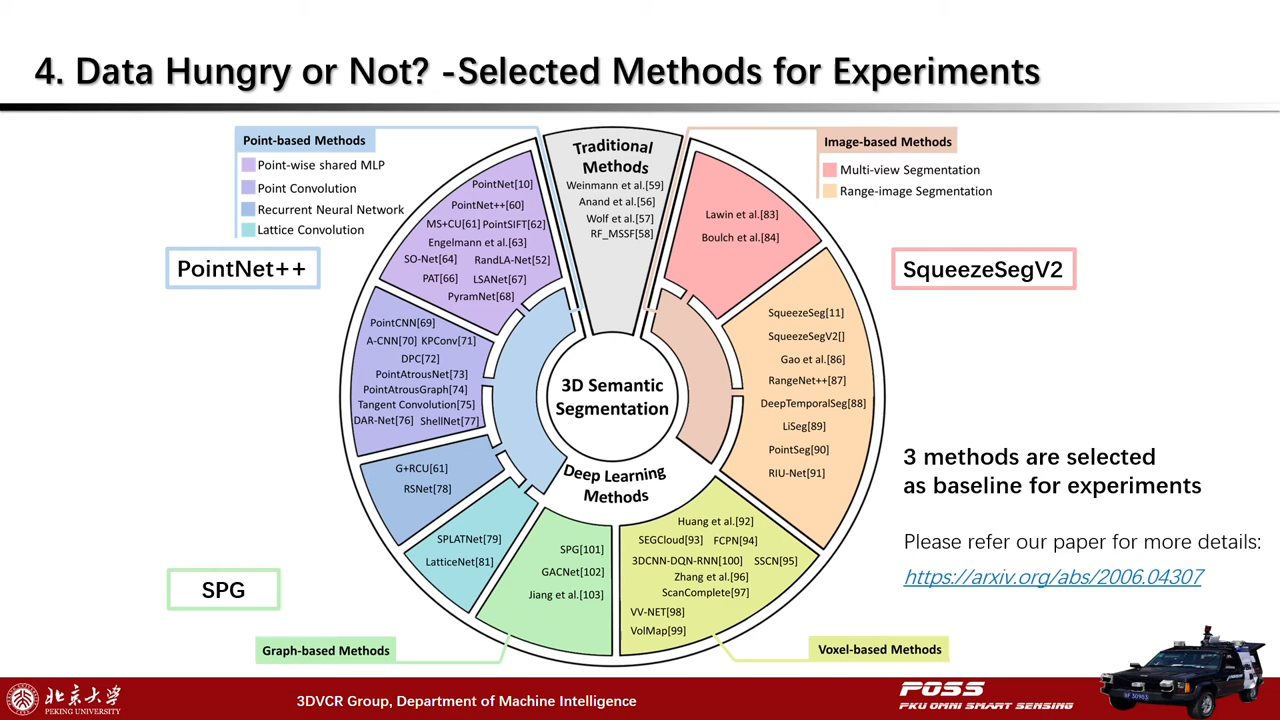 4. Data Hungry or Not? -Selected Methods for Experiments
Point-based Methods
Point-wise shared MLP
Point Convolution
Recurrent Neural Network
Lattice Convolution
PointNet++
SPG
Graph-based Methods
Traditional
Methods
Weinmann et al.[59]
Anand et al.[56]
Wolf et al.[57]
RF_MSSF[58]
PointNet[10]
PointNet++[60]
MS+CU[61] PointSIFT[62]
Engelmann et al.[63]
SO-Net[64] RandLA-Net[52]
PAT[66] LSANet[67]
PyramNet[68]
PointCNN[69]
A-CNN[70] KPConv[71]
DPC[72]
PointAtrousNet[73]
PointAtrousGraph[74]
Tangent Convolution[75]
DAR-Net[76] ShellNet[77]
G+RCU[61]
RSNet[78]
SPLATNet[79]
LatticeNet[81]
SPG[101]
GACNet[102]
Jiang et al.[103]
3D Semantic
Segmentation
Deep Learning
Methods
Huang et al.[92]
SEGCloud[93] FCPN[94]
3DCNN-DQN-RNN[100] SSCN[95]
Zhang et al.[96]
ScanComplete[97]
VV-NET[98]
VolMap[99]
Lawin et al.[83]
Boulch et al.[84]
SqueezeSeg[11]
SqueezeSegV2[]
Gao et al.[86]
RangeNet++[87]
DeepTemporalSeg[88]
LiSeg[89]
PointSeg[90]
RIU-Net[91]
Image-based Methods
Multi-view Segmentation
Range-image Segmentation
SqueezeSegV2
3 methods are selected
as baseline for experiments
Please refer our paper for more details:
https://arxiv.org/abs/2006.04307
Voxel-based Methods
北京大学
PEKING UNIVERSITY
3DVCR Group, Department of Machine Intelligence
POSS
PKU OMNI SMART SENSING